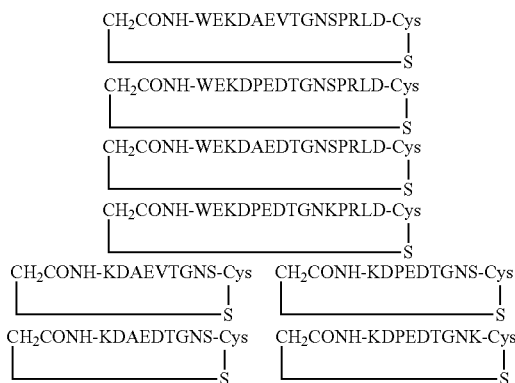 CH₂CONH-WEKDAEVTGNSPRLD-Cys
S
CH₂CONH-WEKDPEDTGNSPRLD-Cys
S
CH₂CONH-WEKDAEDTGNSPRLD-Cys
S
CH₂CONH-WEKDPEDTGNKPRLD-Cys
S
CH₂CONH-KDAEVTGNS-Cys CH₂CONH-KDPEDTGNS-Cys
S S
CH₂CONH-KDAEDTGNS-Cys CH₂CONH-KDPEDTGNK-Cys
S S